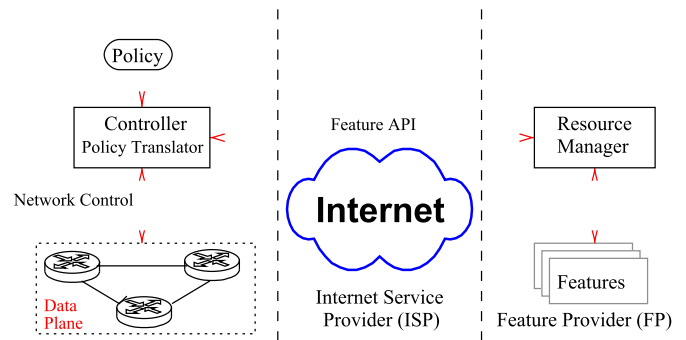 Policy
Controller
Policy Translator
Network Control
Data
Plane
Feature API
Internet
Internet Service
Provider (ISP)
Resource
Manager
Features
Feature Provider (FP)